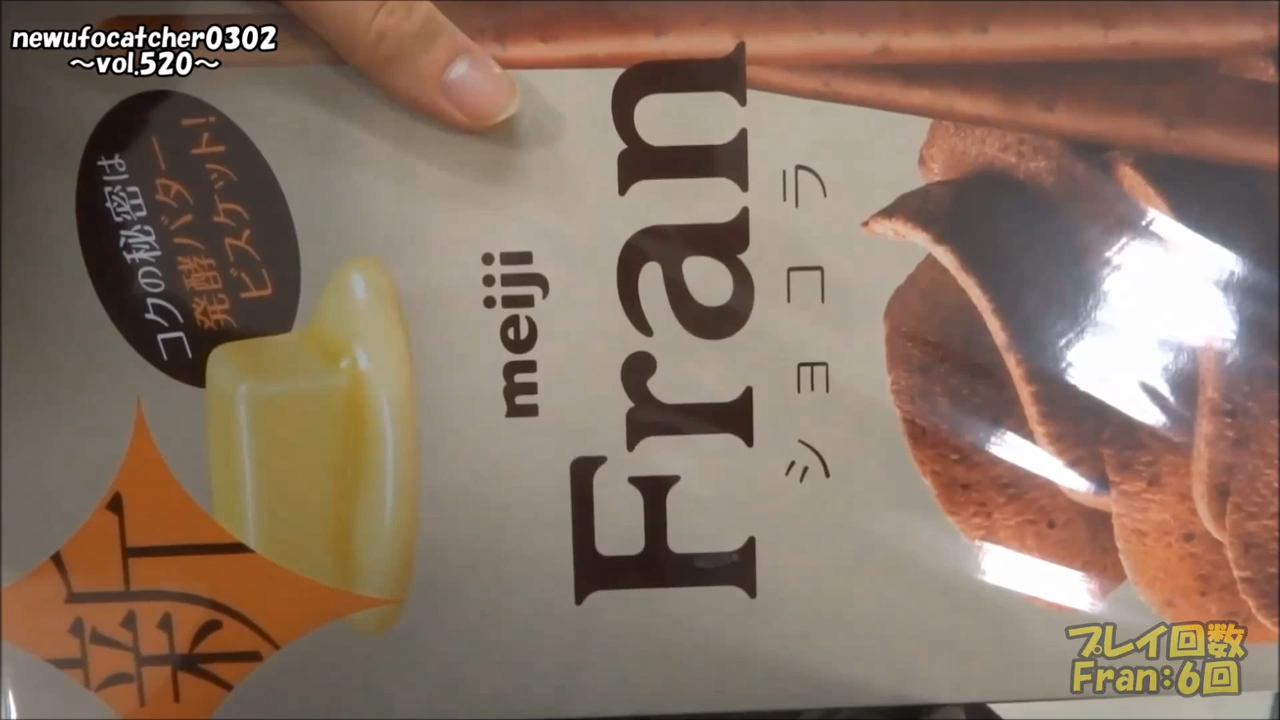 newufocatcher0302
～vol.520～
コクの秘密は
発酵バター
ビスケット!
新
meiji
Fran
ショコラ
プレイ回数
Fran:6回